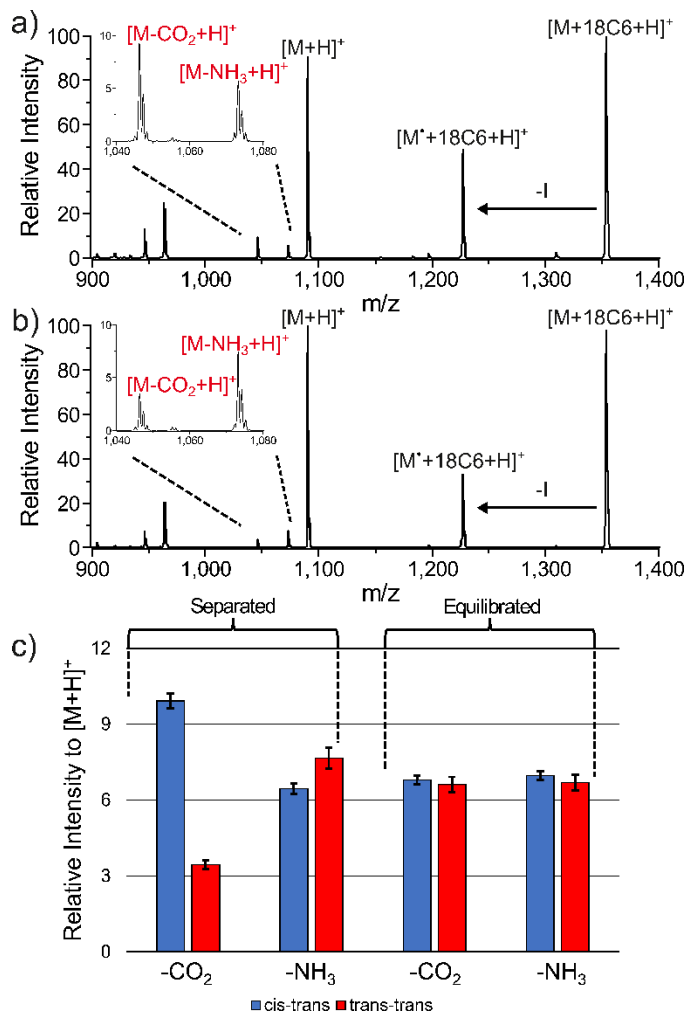 a)
[M-CO₂+H]⁺
[M+H]⁺
[M+18C6+H]⁺
[M-NH₃+H]⁺
[M•+18C6+H]⁺
-I
Relative Intensity
100
80
60
40
20
0
10
5
0
1,040 1,060 1,080
900 1,000 1,100 1,200 1,300 1,400
m/z
b)
[M+H]⁺
[M+18C6+H]⁺
[M-NH₃+H]⁺
[M-CO₂+H]⁺
[M•+18C6+H]⁺
-I
Relative Intensity
100
80
60
40
20
0
10
5
0
1,040 1,060 1,080
900 1,000 1,100 1,200 1,300 1,400
m/z
Separated Equilibrated
c)
Relative Intensity to [M+H]⁺
12
9
6
3
0
-CO₂ -NH₃ -CO₂ -NH₃
cis-trans trans-trans